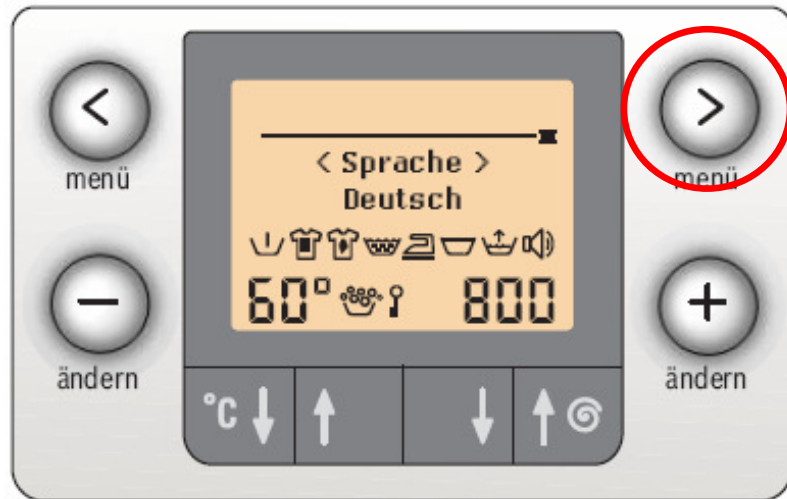 <
>
menü
menü
< Sprache >
Deutsch
60° 800
−
+
ändern
ändern
°C